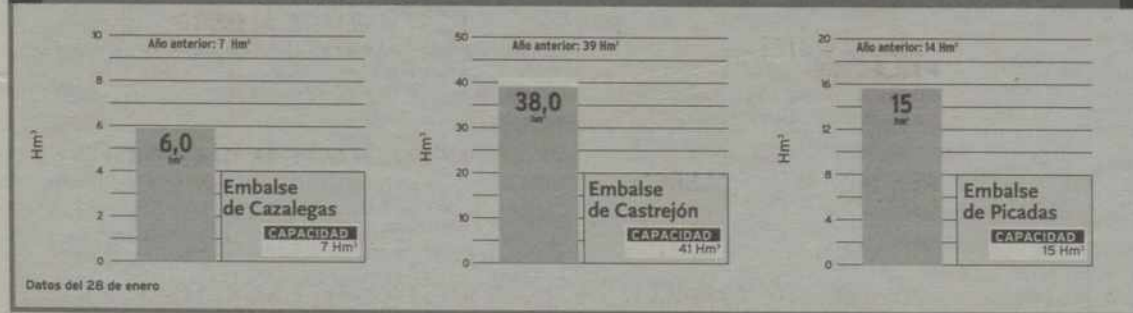 Hm³
10
8
6
4
2
0
Año anterior: 7 Hm³
6,0
hm³
Embalse
de Cazalegas
CAPACIDAD
7 Hm³
Hm³
50
40
30
20
10
0
Año anterior: 39 Hm³
38,0
hm³
Embalse
de Castrejón
CAPACIDAD
41 Hm³
Hm³
20
16
12
8
4
0
Año anterior: 14 Hm³
15
hm³
Embalse
de Picadas
CAPACIDAD
15 Hm³
Datos del 28 de enero